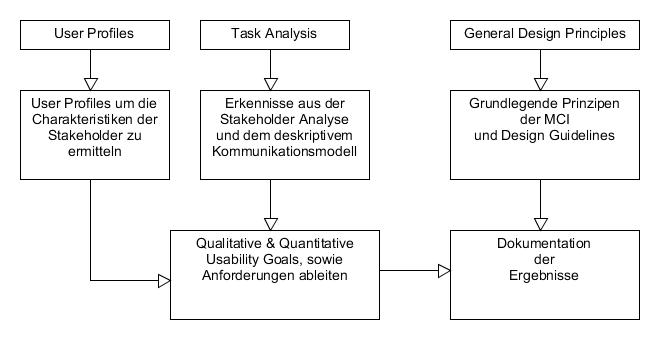 User Profiles
Task Analysis
General Design Principles
User Profiles um die
Charakteristiken der
Stakeholder zu
ermitteln
Erkennisse aus der
Stakeholder Analyse
und dem deskriptivem
Kommunikationsmodell
Grundlegende Prinzipen
der MCI
und Design Guidelines
Qualitative & Quantitative
Usability Goals, sowie
Anforderungen ableiten
Dokumentation
der
Ergebnisse